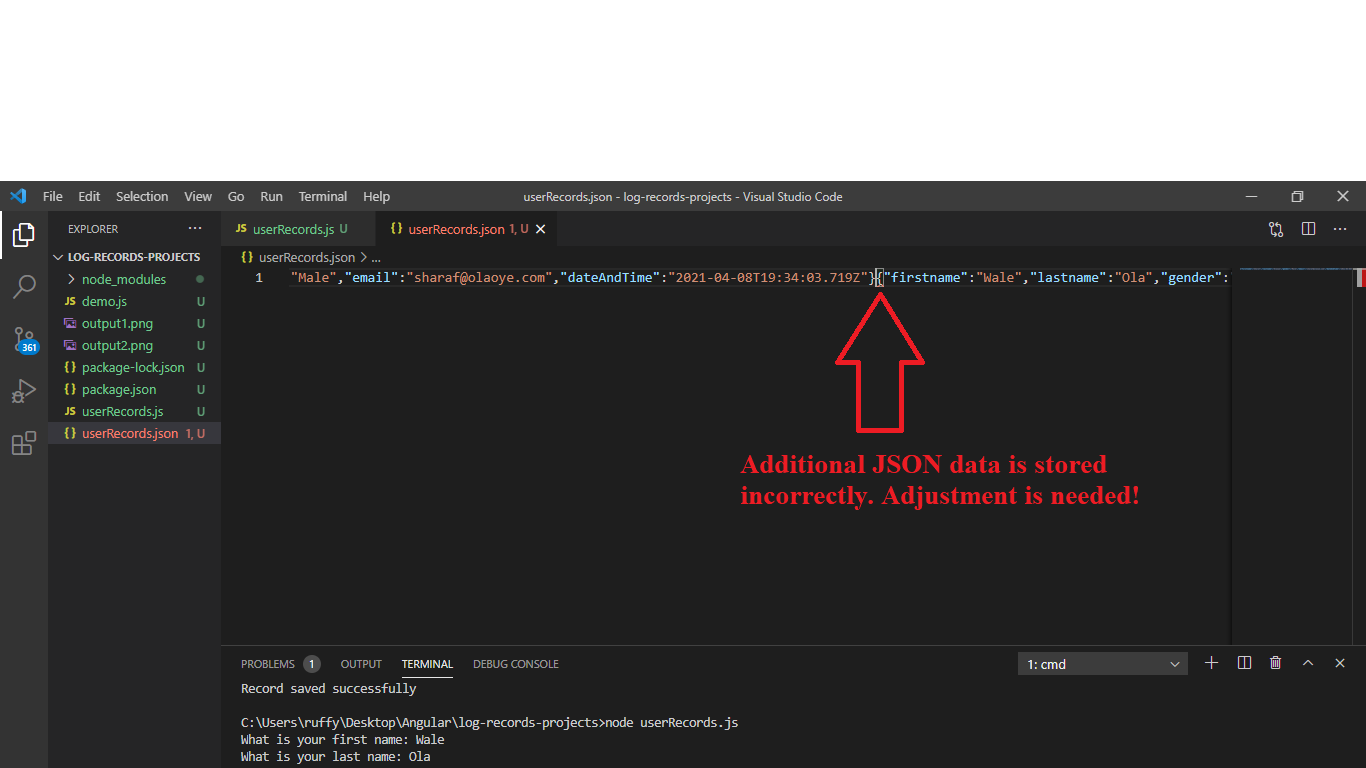 File Edit Selection View Go Run Terminal Help
userRecords.json - log-records-projects - Visual Studio Code
EXPLORER
LOG-RECORDS-PROJECTS
node_modules
demo.js U
output1.png U
output2.png U
package-lock.json U
package.json U
userRecords.js U
userRecords.json 1, U
361
JS userRecords.js U
{} userRecords.json 1, U
{} userRecords.json > ...
1 "Male","email":"sharaf@olaoye.com","dateAndTime":"2021-04-08T19:34:03.719Z"}{"firstname":"Wale","lastname":"Ola","gender":
Additional JSON data is stored
incorrectly. Adjustment is needed!
PROBLEMS 1 OUTPUT TERMINAL DEBUG CONSOLE
1: cmd
Record saved successfully
C:\Users\ruffy\Desktop\Angular\log-records-projects>node userRecords.js
What is your first name: Wale
What is your last name: Ola